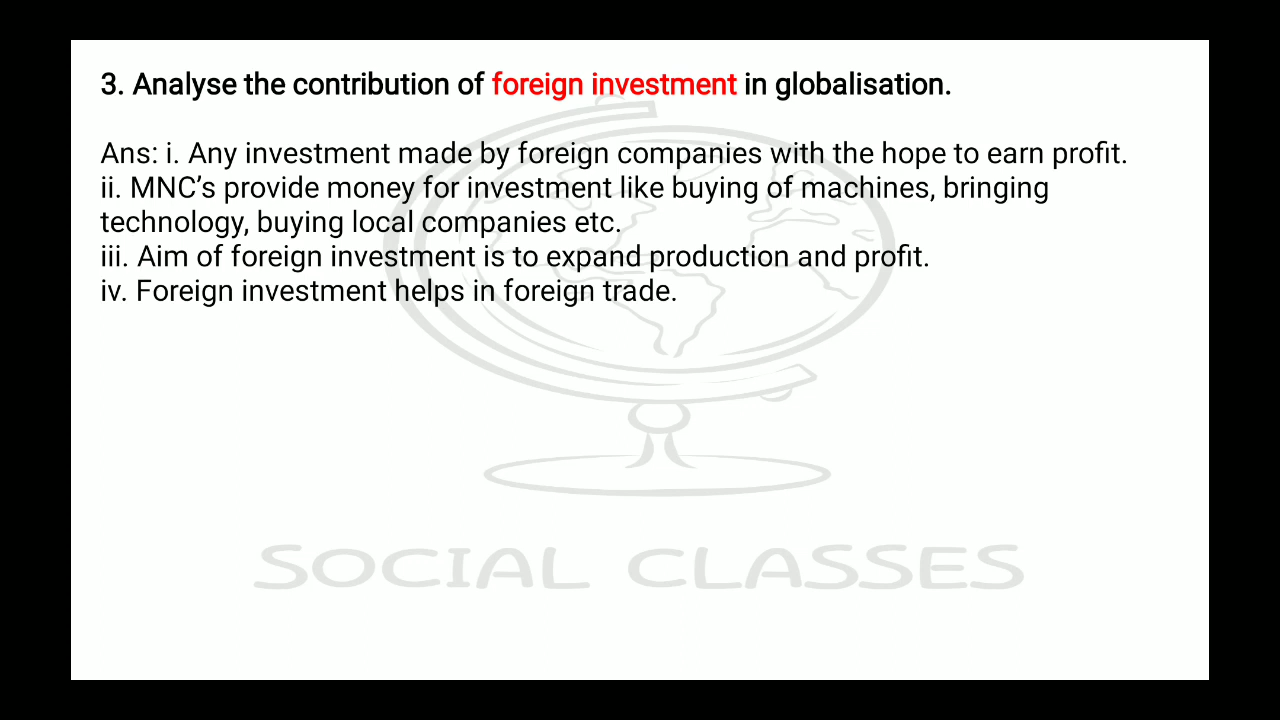 3. Analyse the contribution of foreign investment in globalisation.
Ans: i. Any investment made by foreign companies with the hope to earn profit.
ii. MNC’s provide money for investment like buying of machines, bringing
technology, buying local companies etc.
iii. Aim of foreign investment is to expand production and profit.
iv. Foreign investment helps in foreign trade.
SOCIAL CLASSES